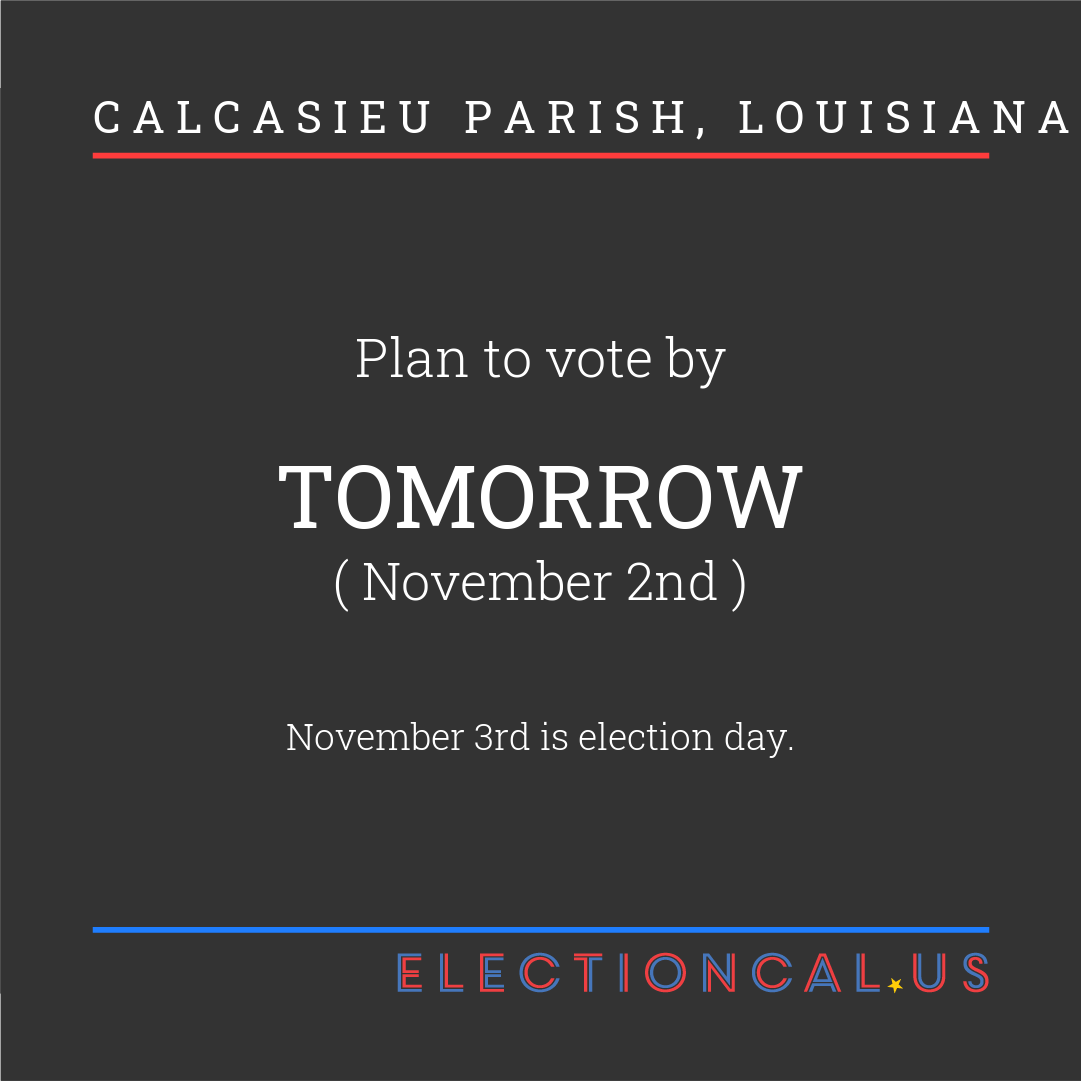 CALCASIEU PARISH, LOUISIANA
Plan to vote by
TOMORROW
( November 2nd )
November 3rd is election day.
ELECTIONCAL.US